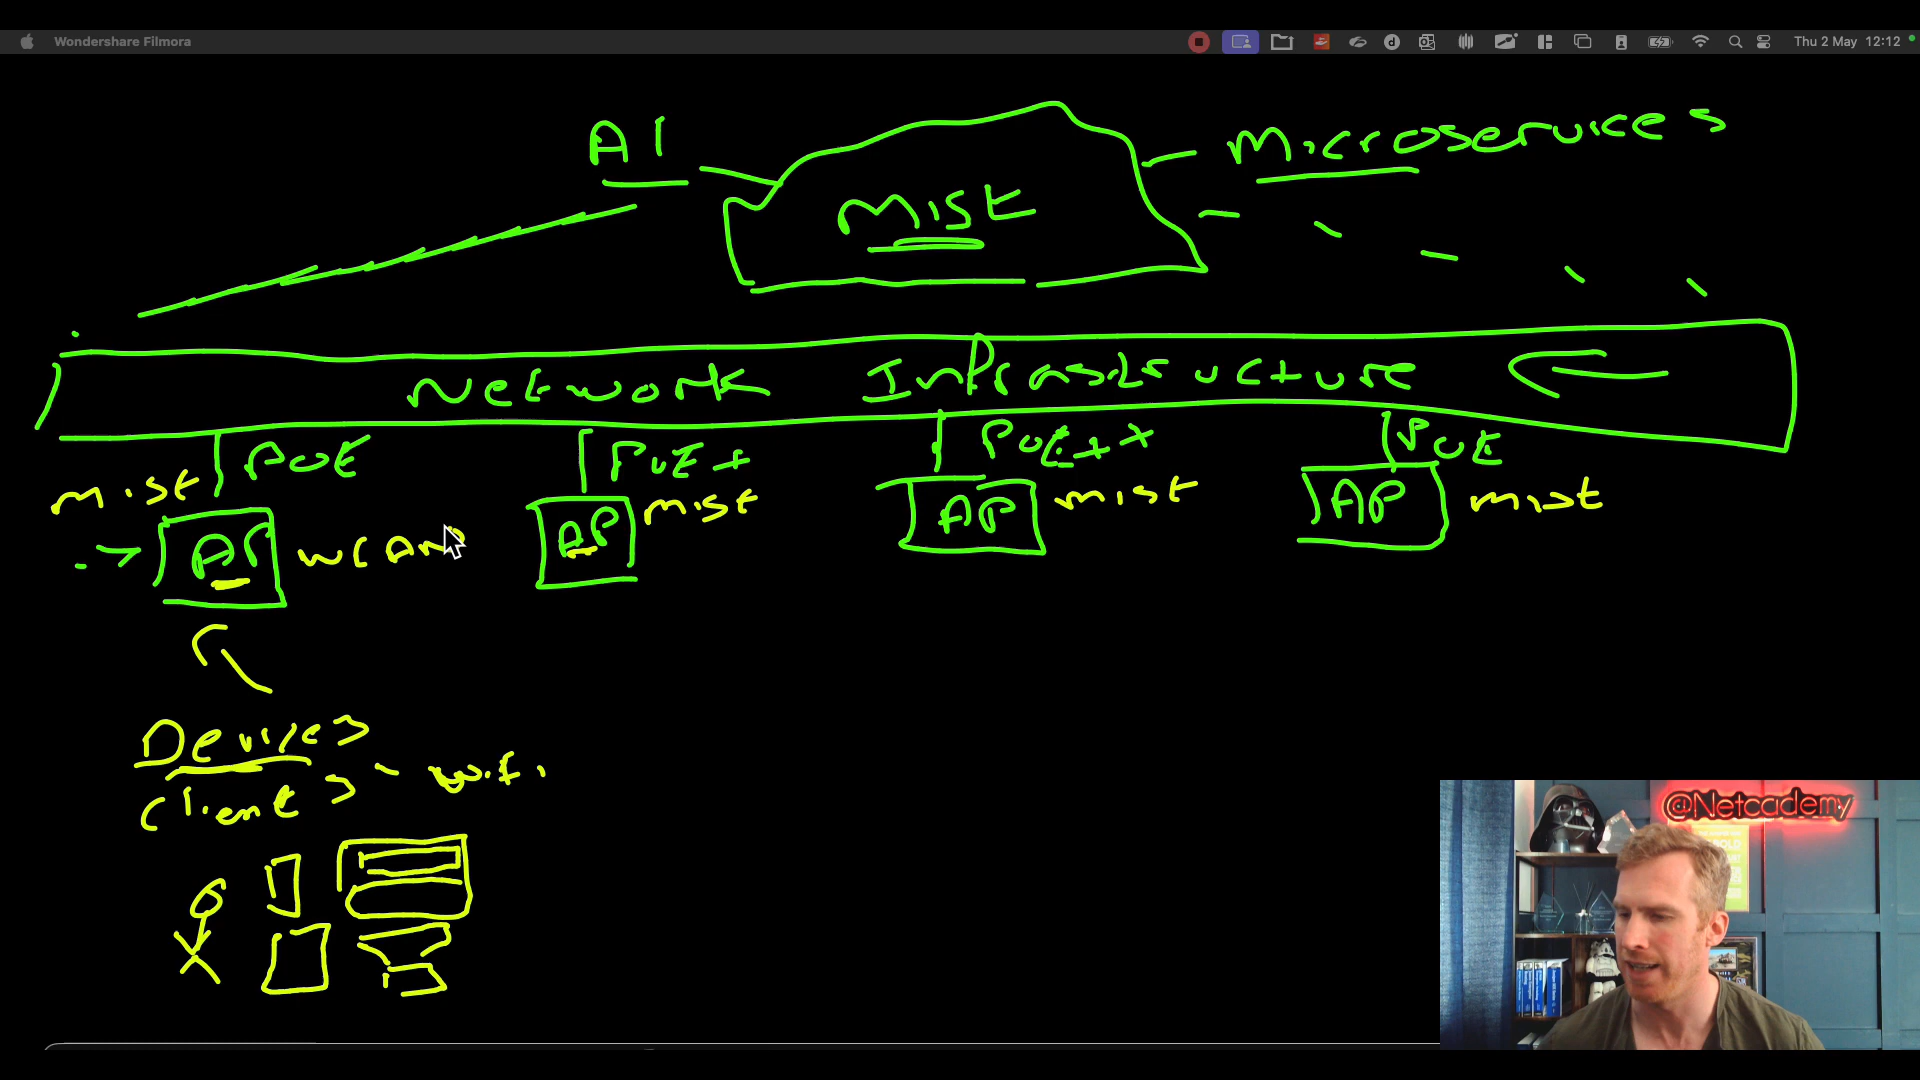 Wondershare Filmora
Thu 2 May 12:12
AI
Mist
Microservices
Network Infrastructure
POE
POE+
POE++
POE
Mist
AP
WLAN
AP
Mist
AP
Mist
AP
Mist
Devices
Clients - Wifi
@Netcademy